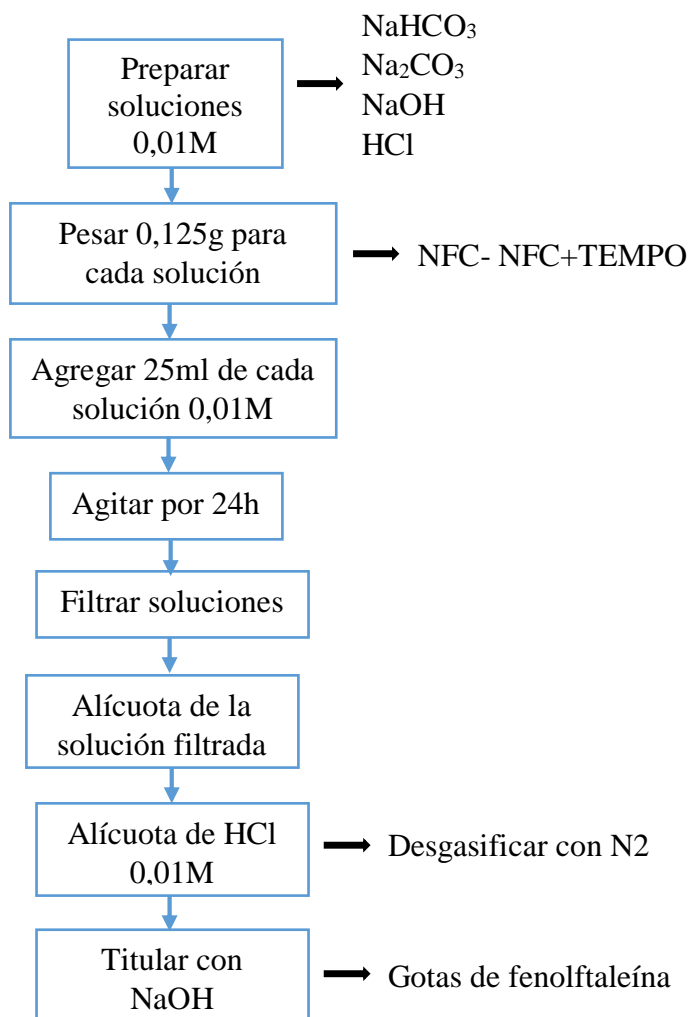 Preparar
soluciones
0,01M
NaHCO₃
Na₂CO₃
NaOH
HCl
Pesar 0,125g para
cada solución
NFC- NFC+TEMPO
Agregar 25ml de cada
solución 0,01M
Agitar por 24h
Filtrar soluciones
Alícuota de la
solución filtrada
Alícuota de HCl
0,01M
Desgasificar con N2
Titular con
NaOH
Gotas de fenolftaleína